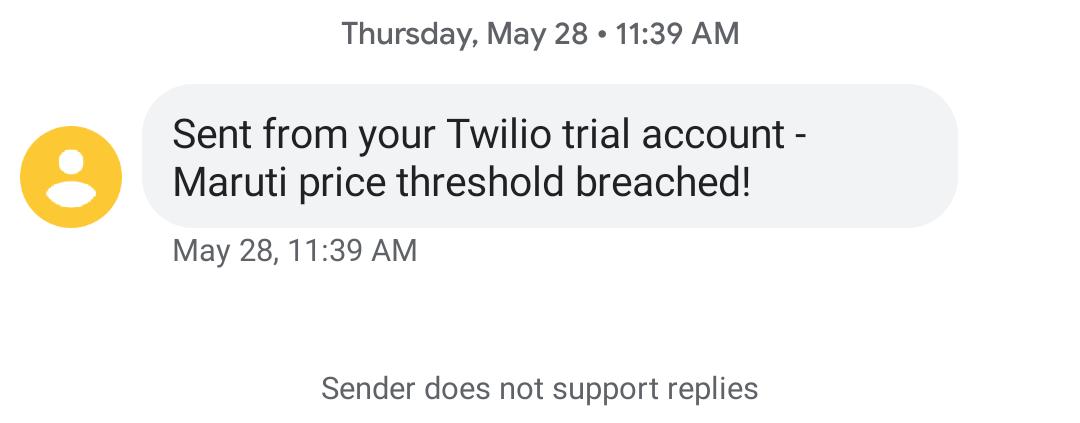 Thursday, May 28 • 11:39 AM
Sent from your Twilio trial account -
Maruti price threshold breached!
May 28, 11:39 AM
Sender does not support replies